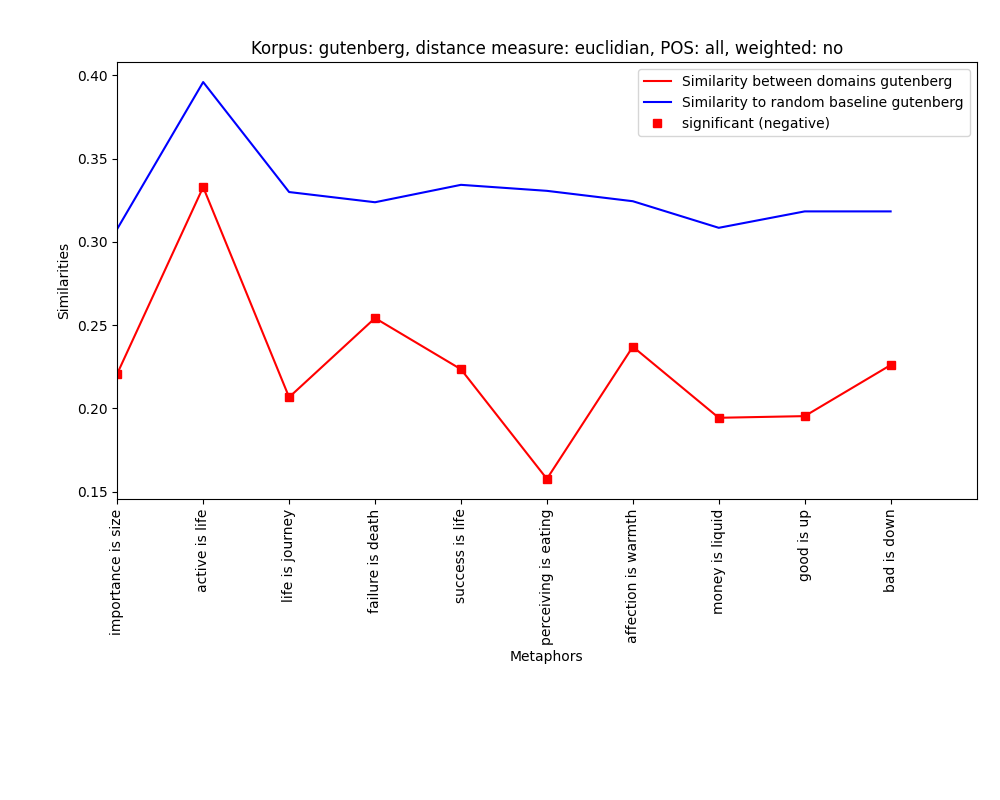 Korpus: gutenberg, distance measure: euclidian, POS: all, weighted: no
Similarity between domains gutenberg
Similarity to random baseline gutenberg
significant (negative)
0.40
0.35
0.30
0.25
0.20
0.15
Similarities
importance is size
active is life
life is journey
failure is death
success is life
perceiving is eating
affection is warmth
money is liquid
good is up
bad is down
Metaphors